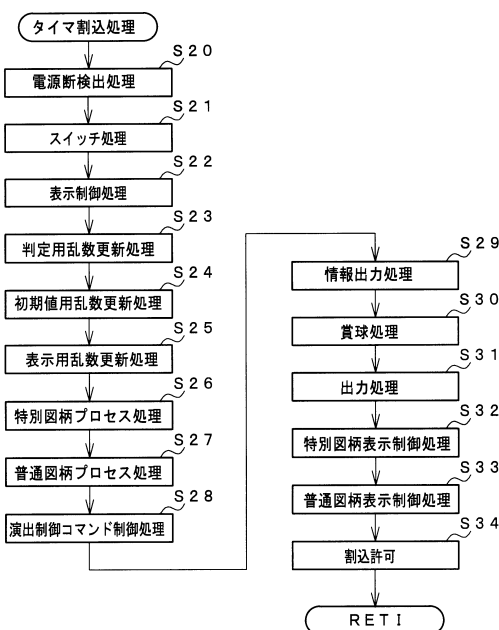 タイマ割込処理
S20
電源断検出処理
S21
スイッチ処理
S22
表示制御処理
S23
判定用乱数更新処理
S24
初期値用乱数更新処理
S25
表示用乱数更新処理
S26
特別図柄プロセス処理
S27
普通図柄プロセス処理
S28
演出制御コマンド制御処理
S29
情報出力処理
S30
賞球処理
S31
出力処理
S32
特別図柄表示制御処理
S33
普通図柄表示制御処理
S34
割込許可
RETI